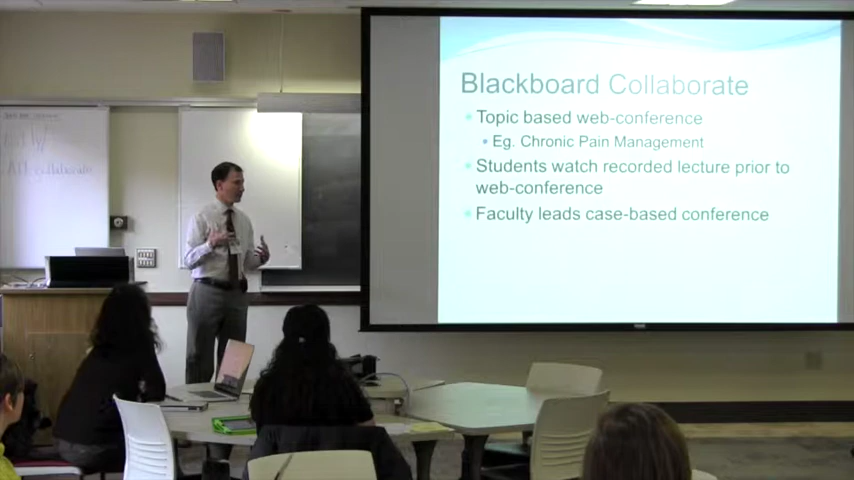 Blackboard Collaborate
Topic based web-conference
Eg. Chronic Pain Management
Students watch recorded lecture prior to
web-conference
Faculty leads case-based conference
collaborate